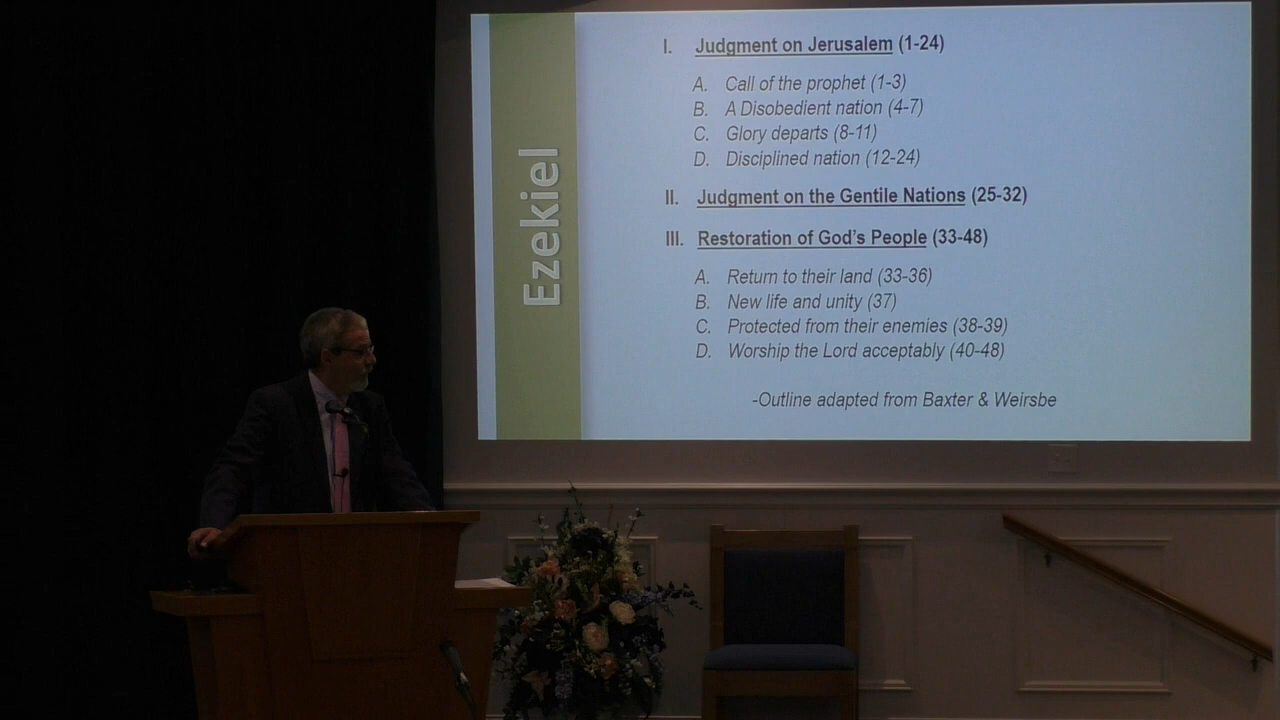 Ezekiel
I. Judgment on Jerusalem (1-24)
A. Call of the prophet (1-3)
B. A Disobedient nation (4-7)
C. Glory departs (8-11)
D. Disciplined nation (12-24)
II. Judgment on the Gentile Nations (25-32)
III. Restoration of God's People (33-48)
A. Return to their land (33-36)
B. New life and unity (37)
C. Protected from their enemies (38-39)
D. Worship the Lord acceptably (40-48)
-Outline adapted from Baxter & Weirsbe